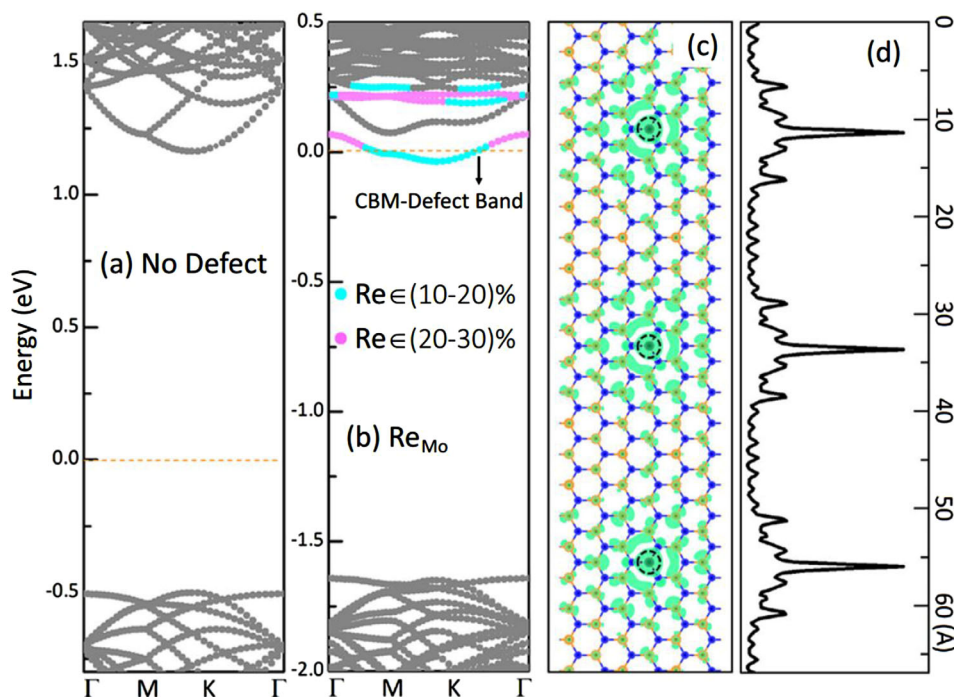 Energy (eV)
1.5
1.0
0.5
0.0
-0.5
(a) No Defect
Γ M K Γ
0.5
0.0
-0.5
-1.0
-1.5
-2.0
CBM-Defect Band
Re∈(10-20)%
Re∈(20-30)%
(b) ReMo
Γ M K Γ
(c)
(d)
0
10
20
30
40
50
60 (A)